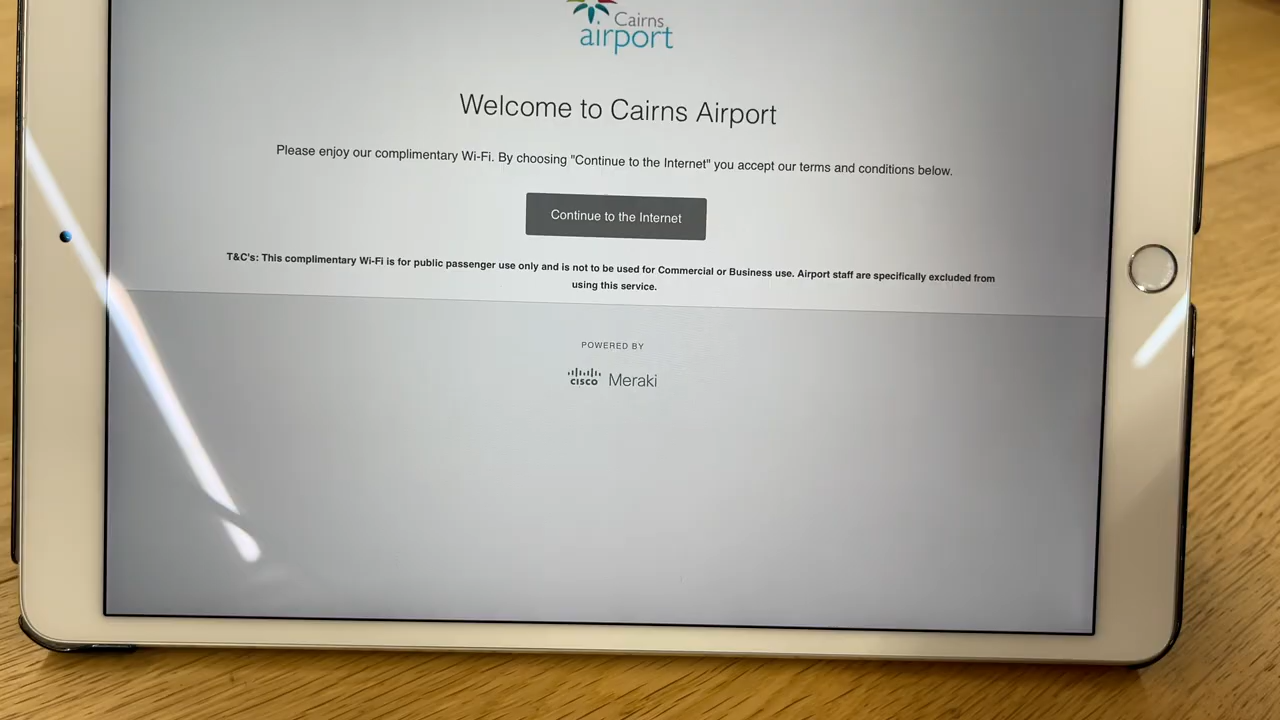 Cairns
airport
Welcome to Cairns Airport
Please enjoy our complimentary Wi-Fi. By choosing "Continue to the Internet" you accept our terms and conditions below.
Continue to the Internet
T&C's: This complimentary Wi-Fi is for public passenger use only and is not to be used for Commercial or Business use. Airport staff are specifically excluded from
using this service.
POWERED BY
CISCO Meraki